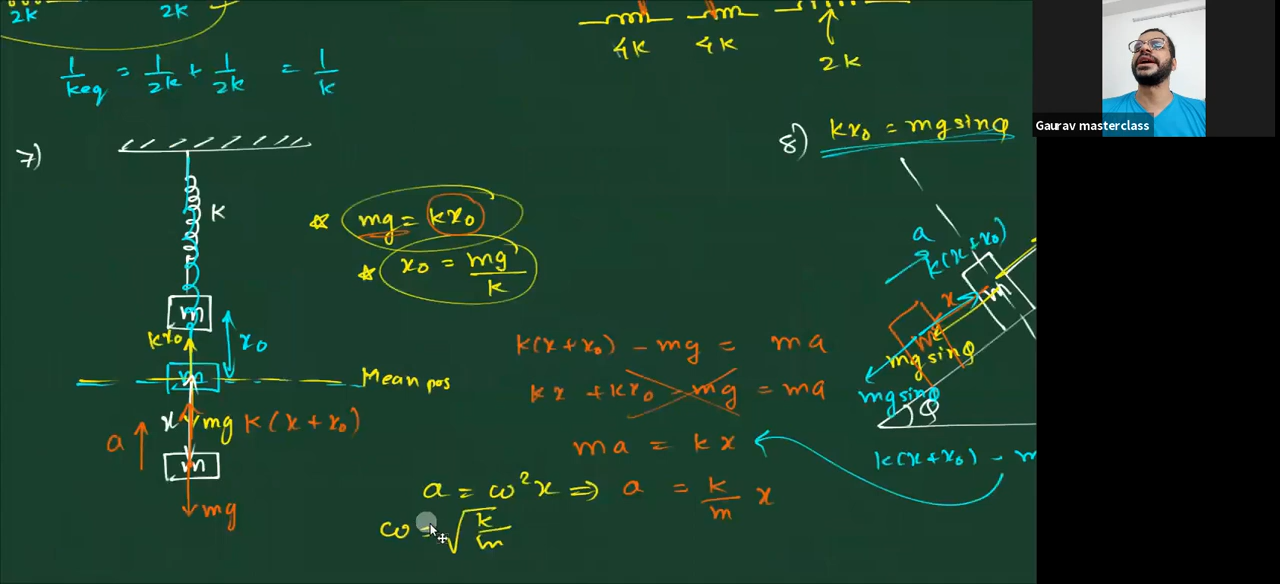 2k 2k
4k 4k 2k
1/keq = 1/2k + 1/2k = 1/k
Gaurav masterclass
7)
K
mg = kx₀
x₀ = mg/k
m
kx₀
x₀
m
Mean pos
x
mg
K(x+x₀)
a
m
mg
k(x+x₀) - mg = ma
kx + kx₀ - mg = ma
ma = kx
a = ω²x ⇒ a = k/m x
ω = √k/m
8) kx₀ = mg sinθ
a
k(x+x₀)
m
x
m
mg sinθ
mg sinθ
θ
k(x+x₀) - m